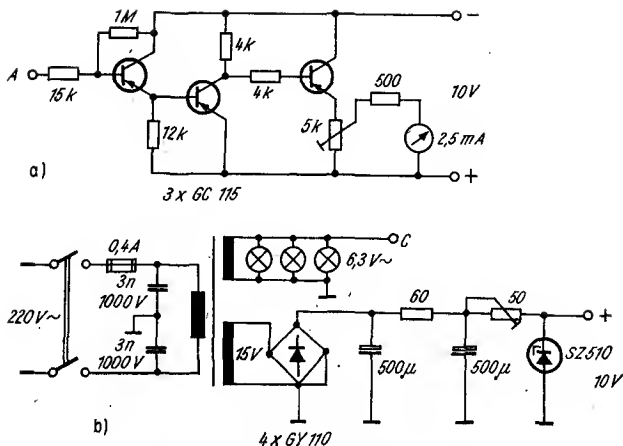 1M
4k
A
15k
4k
500
10V
12k
5k
2,5mA
a)
3 x GC 115
+
−
0,4A
3n
1000V
220V~
3n
1000V
6,3V~
C
15V
60
50
+
500µ
500µ
SZ510
10V
b)
4 x GY 110